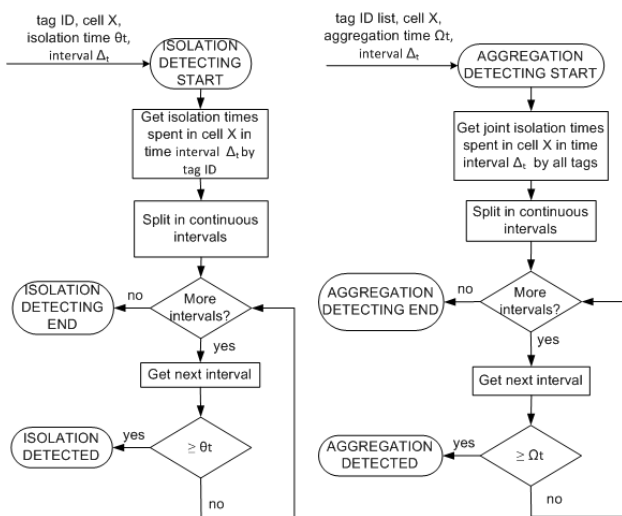 tag ID, cell X,
isolation time θt,
interval Δt
ISOLATION
DETECTING
START
Get isolation times
spent in cell X in
time interval Δt by
tag ID
Split in continuous
intervals
More
intervals?
no
ISOLATION
DETECTING
END
yes
Get next interval
≥ θt
yes
ISOLATION
DETECTED
no
tag ID list, cell X,
aggregation time Ωt,
interval Δt
AGGREGATION
DETECTING START
Get joint isolation times
spent in cell X in time
interval Δt by all tags
Split in continuous
intervals
More
intervals?
no
AGGREGATION
DETECTING END
yes
Get next interval
≥ Ωt
yes
AGGREGATION
DETECTED
no